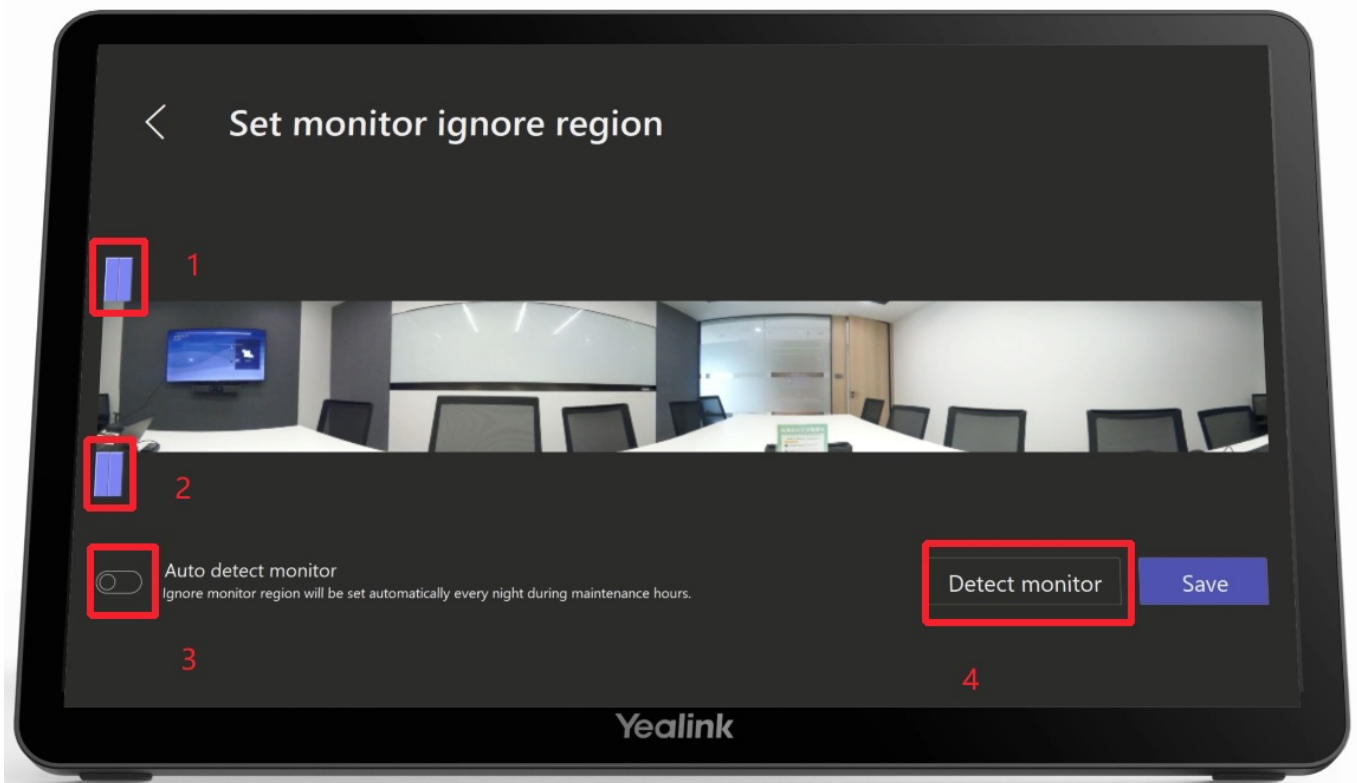 Set monitor ignore region
1
2
Auto detect monitor
Ignore monitor region will be set automatically every night during maintenance hours.
Detect monitor
Save
3
4
Yealink